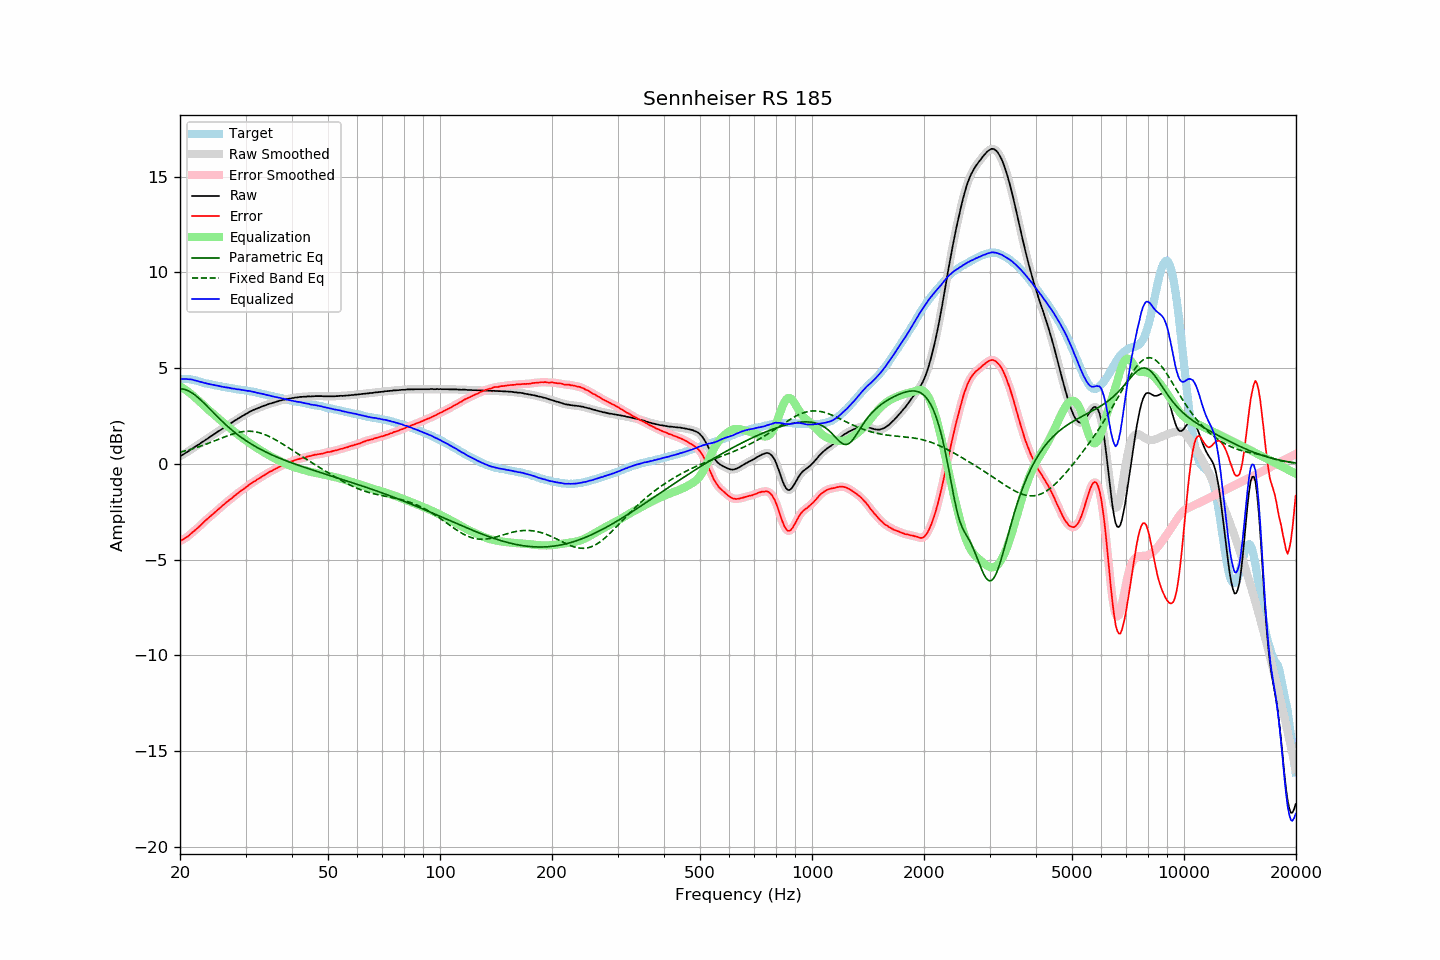 Sennheiser RS 185
Target
Raw Smoothed
Error Smoothed
Raw
Error
Equalization
Parametric Eq
Fixed Band Eq
Equalized
Amplitude (dBr)
15
10
5
0
−5
−10
−15
−20
20 50 100 200 500 1000 2000 5000 10000 20000
Frequency (Hz)